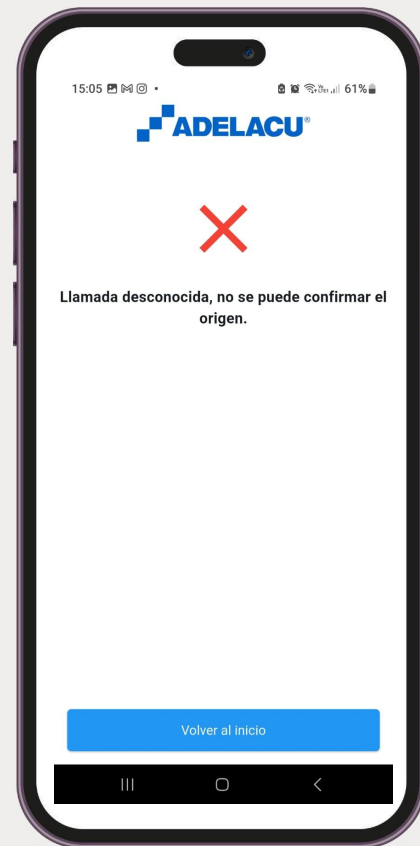 15:05
61%
ADELACU®
Llamada desconocida, no se puede confirmar el
origen.
Volver al inicio